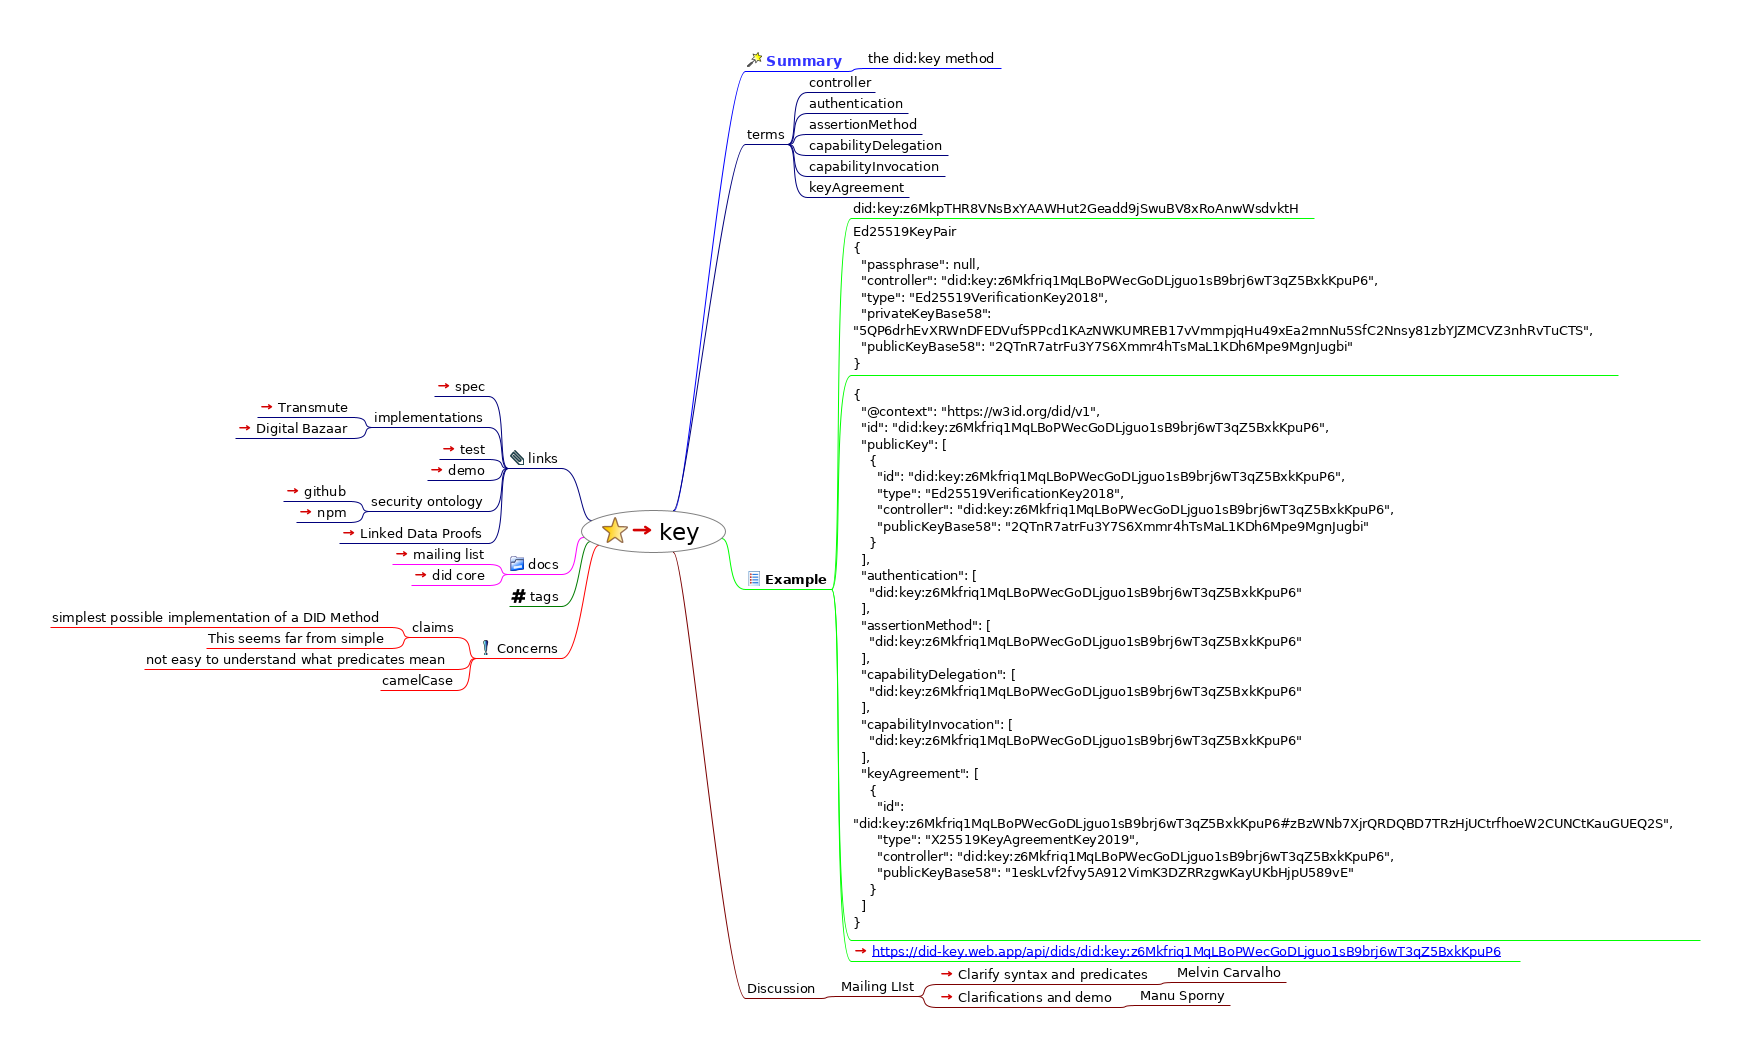 key
Summary
the did:key method
terms
controller
authentication
assertionMethod
capabilityDelegation
capabilityInvocation
keyAgreement
Example
did:key:z6MkpTHR8VNsBxYAAWHut2Geadd9jSwuBV8xRoAnwWsdvktH
Ed25519KeyPair
{
"passphrase": null,
"controller": "did:key:z6Mkfriq1MqLBoPWecGoDLjguo1sB9brj6wT3qZ5BxkKpuP6",
"type": "Ed25519VerificationKey2018",
"privateKeyBase58":
"5QP6drhEvXRWnDFEDVuf5PPcd1KAzNWKUMREB17vVmmpjqHu49xEa2mnNu5SfC2Nnsy81zbYJZMCVZ3nhRvTuCTS",
"publicKeyBase58": "2QTnR7atrFu3Y7S6Xmmr4hTsMaL1KDh6Mpe9MgnJugbi"
}
{
"@context": "https://w3id.org/did/v1",
"id": "did:key:z6Mkfriq1MqLBoPWecGoDLjguo1sB9brj6wT3qZ5BxkKpuP6",
"publicKey": [
{
"id": "did:key:z6Mkfriq1MqLBoPWecGoDLjguo1sB9brj6wT3qZ5BxkKpuP6",
"type": "Ed25519VerificationKey2018",
"controller": "did:key:z6Mkfriq1MqLBoPWecGoDLjguo1sB9brj6wT3qZ5BxkKpuP6",
"publicKeyBase58": "2QTnR7atrFu3Y7S6Xmmr4hTsMaL1KDh6Mpe9MgnJugbi"
}
],
"authentication": [
"did:key:z6Mkfriq1MqLBoPWecGoDLjguo1sB9brj6wT3qZ5BxkKpuP6"
],
"assertionMethod": [
"did:key:z6Mkfriq1MqLBoPWecGoDLjguo1sB9brj6wT3qZ5BxkKpuP6"
],
"capabilityDelegation": [
"did:key:z6Mkfriq1MqLBoPWecGoDLjguo1sB9brj6wT3qZ5BxkKpuP6"
],
"capabilityInvocation": [
"did:key:z6Mkfriq1MqLBoPWecGoDLjguo1sB9brj6wT3qZ5BxkKpuP6"
],
"keyAgreement": [
{
"id":
"did:key:z6Mkfriq1MqLBoPWecGoDLjguo1sB9brj6wT3qZ5BxkKpuP6#zBzWNb7XjrQRDQBD7TRzHjUCtrfhoeW2CUNCtKauGUEQ2S",
"type": "X25519KeyAgreementKey2019",
"controller": "did:key:z6Mkfriq1MqLBoPWecGoDLjguo1sB9brj6wT3qZ5BxkKpuP6",
"publicKeyBase58": "1eskLvf2fvy5A912VimK3DZRRzgwKayUKbHjpU589vE"
}
]
}
https://did-key.web.app/api/dids/did:key:z6Mkfriq1MqLBoPWecGoDLjguo1sB9brj6wT3qZ5BxkKpuP6
Discussion
Mailing LIst
Clarify syntax and predicates
Melvin Carvalho
Clarifications and demo
Manu Sporny
links
spec
implementations
Transmute
Digital Bazaar
test
demo
security ontology
github
npm
Linked Data Proofs
docs
mailing list
did core
# tags
Concerns
claims
simplest possible implementation of a DID Method
This seems far from simple
not easy to understand what predicates mean
camelCase